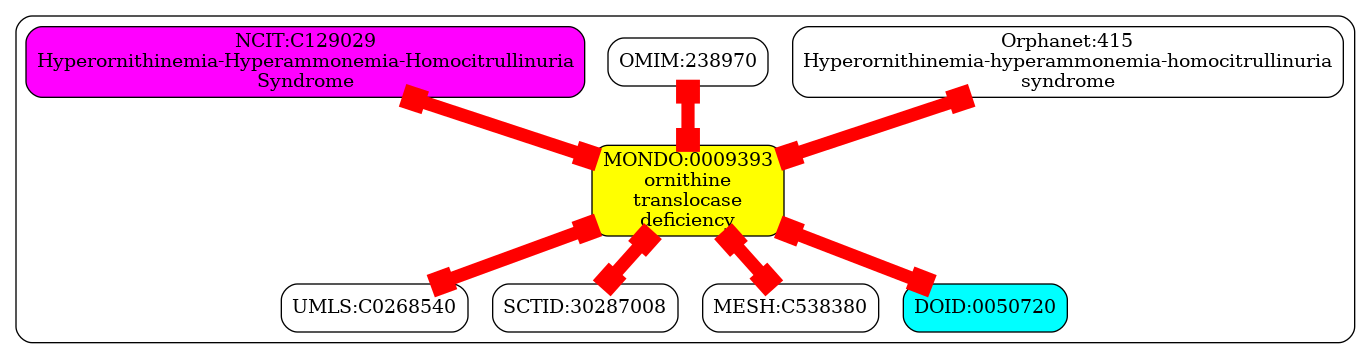 NCIT:C129029
Hyperornithinemia-Hyperammonemia-Homocitrullinuria
Syndrome
OMIM:238970
Orphanet:415
Hyperornithinemia-hyperammonemia-homocitrullinuria
syndrome
MONDO:0009393
ornithine
translocase
deficiency
UMLS:C0268540
SCTID:30287008
MESH:C538380
DOID:0050720